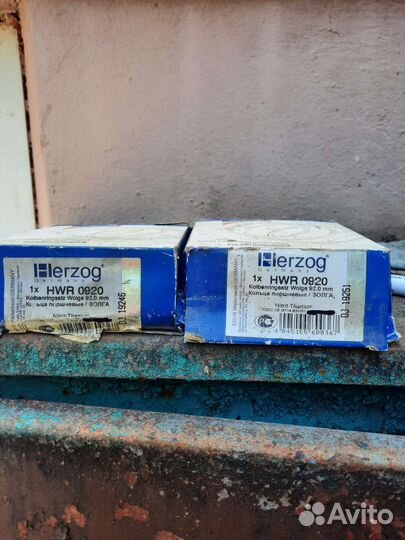 Herzog
Germany
1x HWR 0920
Kolbenringsatz Wolga 92.0 mm
Кольца поршневые / ВОЛГА
Nitrit-Titanium
DJ 19246
Herzog
Germany
1x HWR 0920
Kolbenringsatz Wolga 92.0 mm
Кольца поршневые / ВОЛГА,
Nitrit-Titanium
DJ 19251
Avito